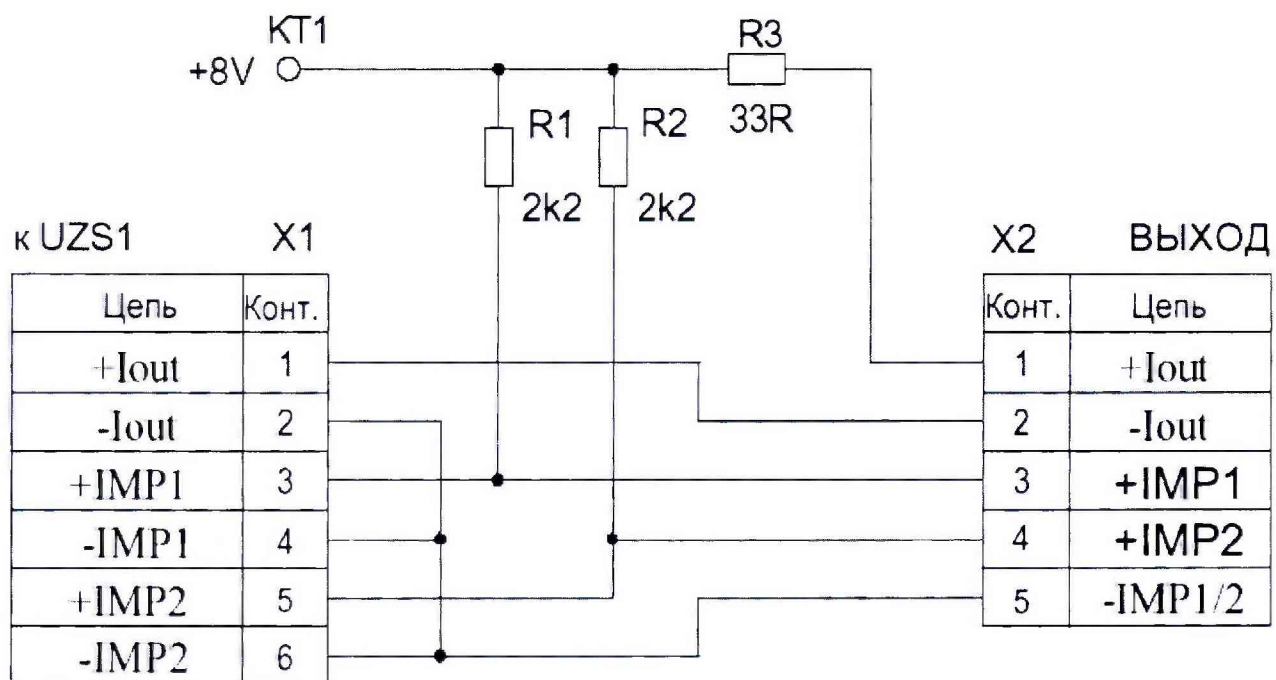 КТ1
+8V
R3
33R
R1
R2
2k2
2k2
к UZS1 X1
Цепь Конт.
+Iout 1
-Iout 2
+IMP1 3
-IMP1 4
+IMP2 5
-IMP2 6
X2 ВЫХОД
Конт. Цепь
1 +Iout
2 -Iout
3 +IMP1
4 +IMP2
5 -IMP1/2